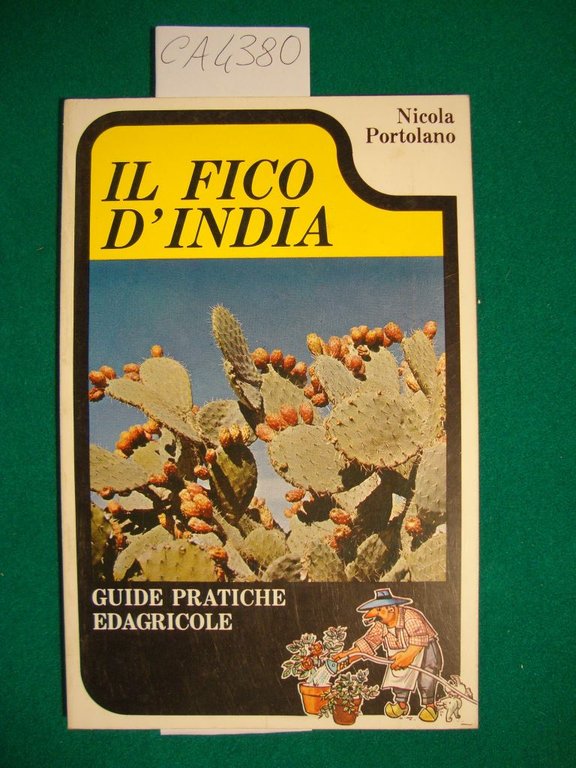 CA4380
Nicola
Portolano
IL FICO
D'INDIA
GUIDE PRATICHE
EDAGRICOLE